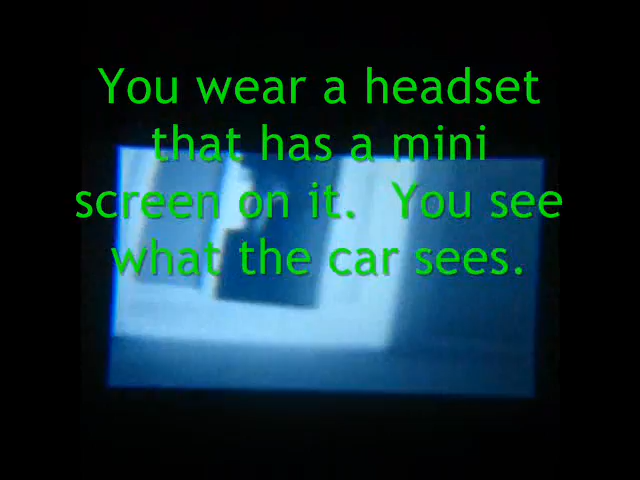 You wear a headset
that has a mini
screen on it.  You see
what the car sees.